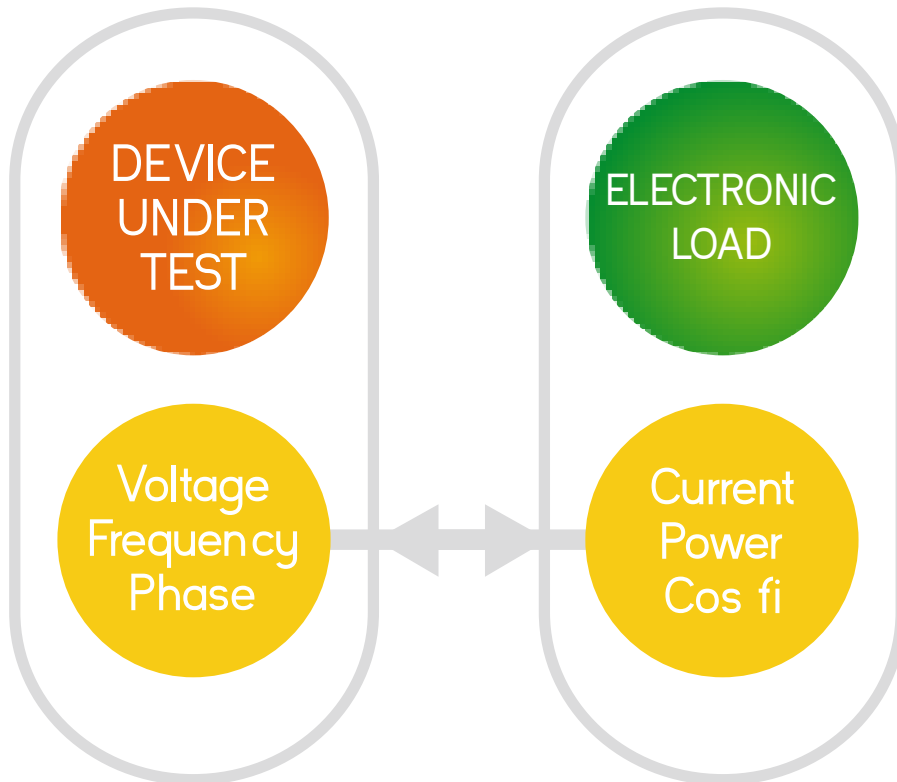 DEVICE
UNDER
TEST
ELECTRONIC
LOAD
Voltage
Frequency
Phase
Current
Power
Cos fi